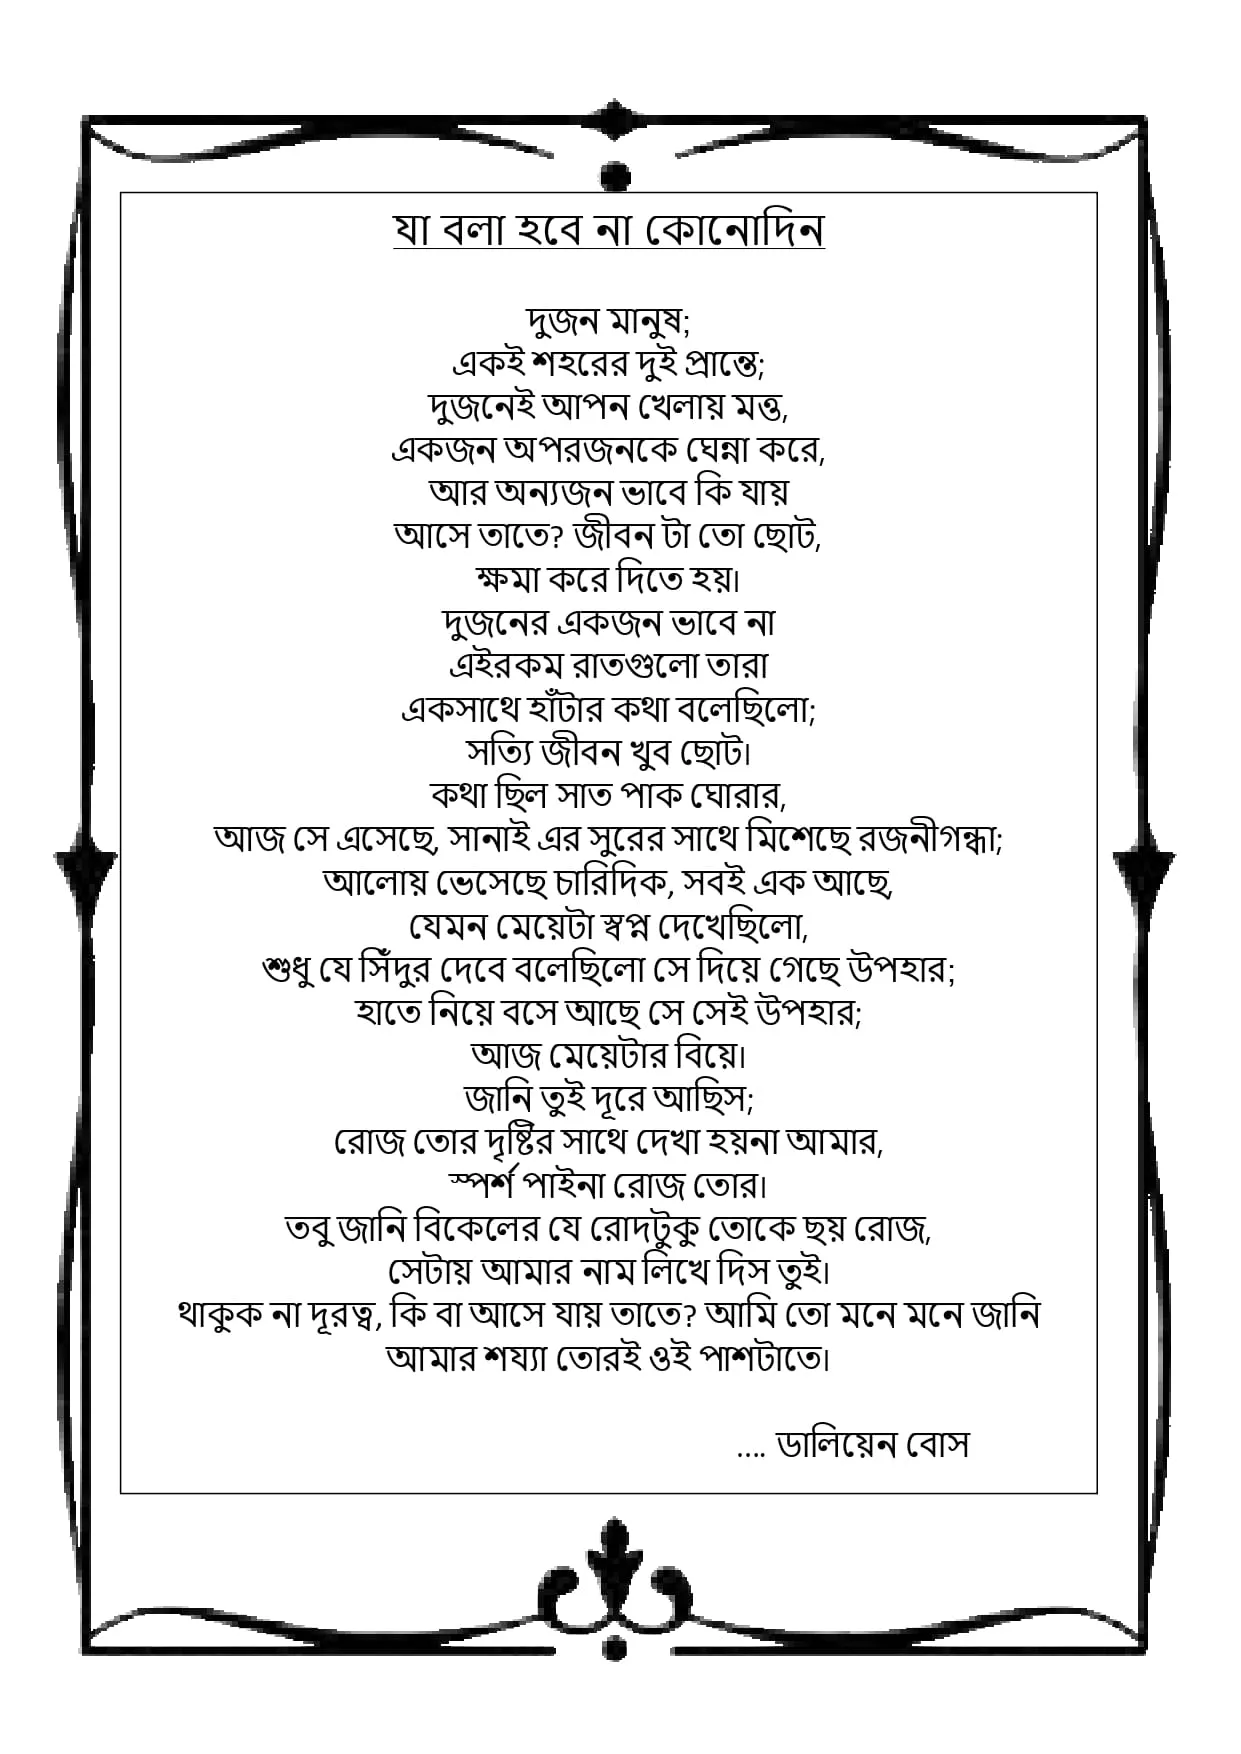 যা বলা হবে না কোনোদিন
দুজন মানুষ;
একই শহরের দুই প্রান্তে;
দুজনেই আপন খেলায় মত্ত,
একজন অপরজনকে ঘেন্না করে,
আর অন্যজন ভাবে কি যায়
আসে তাতে? জীবন টা তো ছোট,
ক্ষমা করে দিতে হয়।
দুজনের একজন ভাবে না
এইরকম রাতগুলো তারা
একসাথে হাঁটার কথা বলেছিলো;
সত্যি জীবন খুব ছোট।
কথা ছিল সাত পাক ঘোরার,
আজ সে এসেছে, সানাই এর সুরের সাথে মিশেছে রজনীগন্ধা;
আলোয় ভেসেছে চারিদিক, সবই এক আছে,
যেমন মেয়েটা স্বপ্ন দেখেছিলো,
শুধু যে সিঁদুর দেবে বলেছিলো সে দিয়ে গেছে উপহার;
হাতে নিয়ে বসে আছে সে সেই উপহার;
আজ মেয়েটার বিয়ে।
জানি তুই দূরে আছিস;
রোজ তোর দৃষ্টির সাথে দেখা হয়না আমার,
স্পর্শ পাইনা রোজ তোর।
তবু জানি বিকেলের যে রোদটুকু তোকে ছয় রোজ,
সেটায় আমার নাম লিখে দিস তুই।
থাকুক না দূরত্ব, কি বা আসে যায় তাতে? আমি তো মনে মনে জানি
আমার শয্যা তোরই ওই পাশটাতে।
.... ডালিয়েন বোস